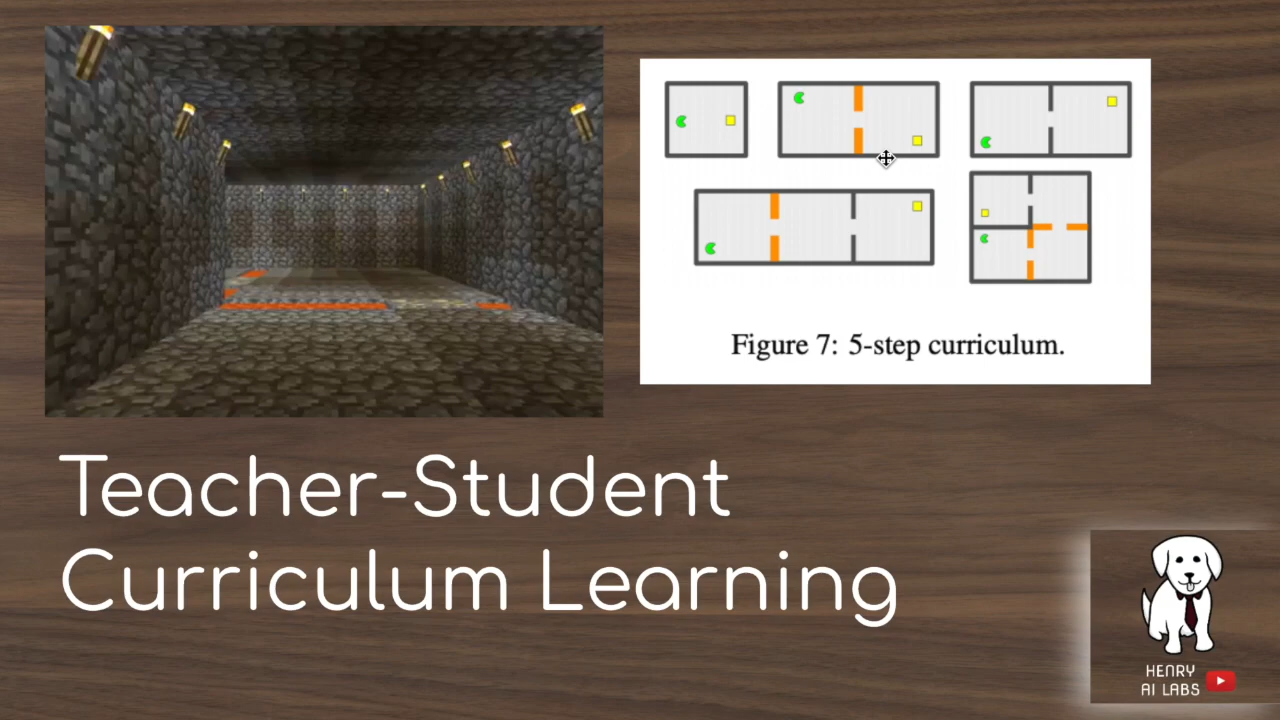 Figure 7: 5-step curriculum.
Teacher-Student
Curriculum Learning
HENRY
AI LABS